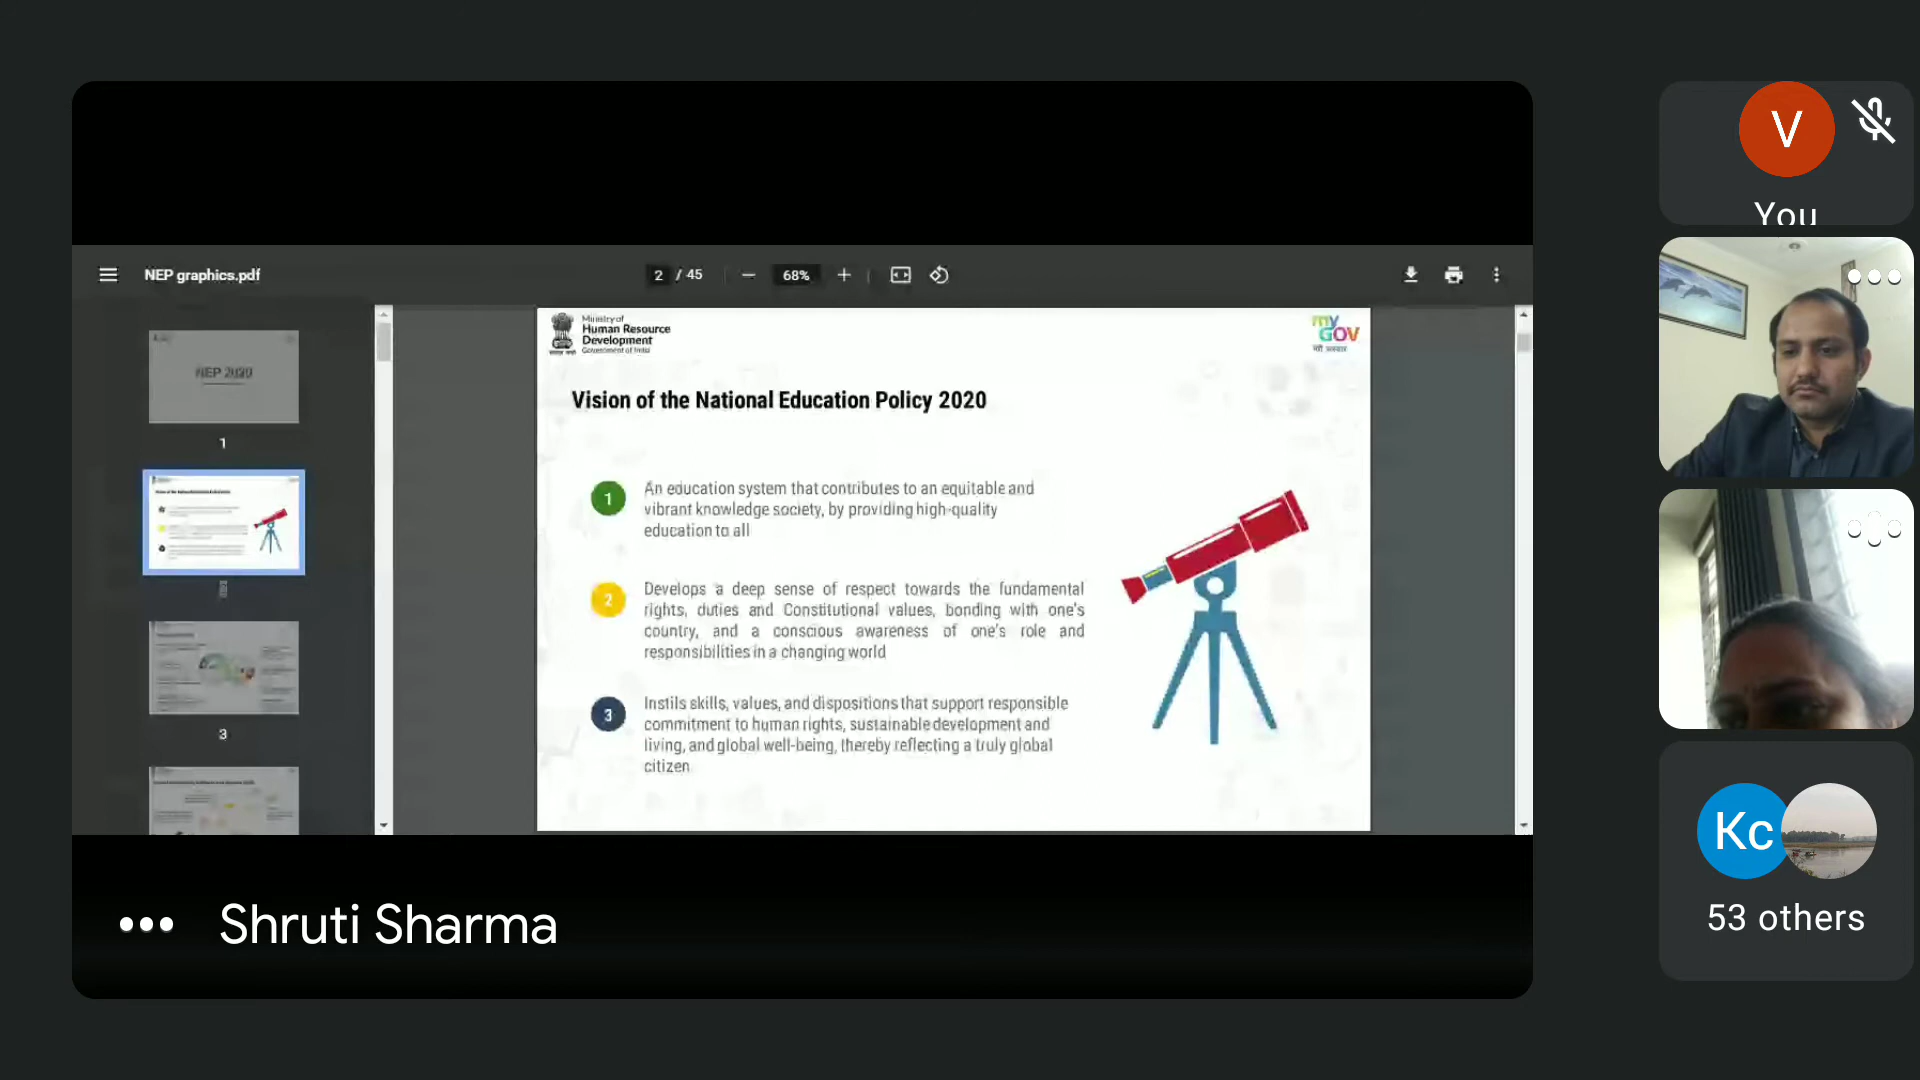 V
You
NEP graphics.pdf
2 / 45
68%
NEP 2020
1
3
Ministry of
Human Resource
Development
Government of India
my
GOV
मेरी सरकार
Vision of the National Education Policy 2020
1
An education system that contributes to an equitable and
vibrant knowledge society, by providing high-quality
education to all
2
Develops a deep sense of respect towards the fundamental
rights, duties and Constitutional values, bonding with one's
country, and a conscious awareness of one's role and
responsibilities in a changing world
3
Instils skills, values, and dispositions that support responsible
commitment to human rights, sustainable development and
living, and global well-being, thereby reflecting a truly global
citizen
Kc
53 others
Shruti Sharma